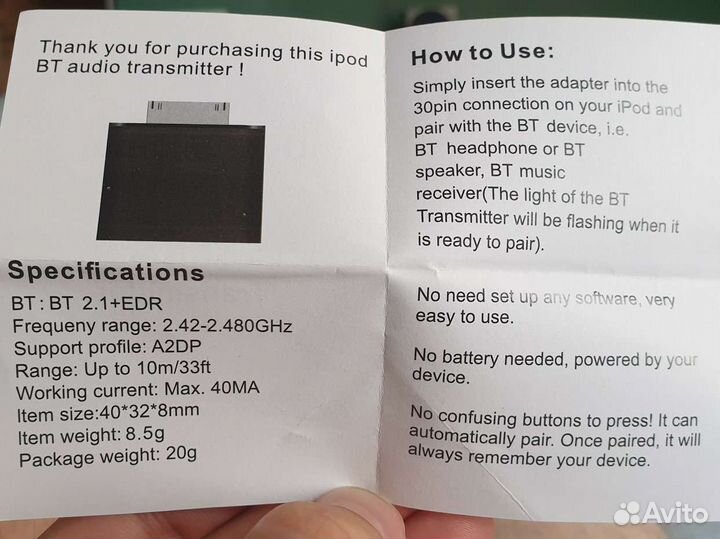 Thank you for purchasing this ipod
BT audio transmitter !
Specifications
BT : BT 2.1+EDR
Frequeny range: 2.42-2.480GHz
Support profile: A2DP
Range: Up to 10m/33ft
Working current: Max. 40MA
Item size:40*32*8mm
Item weight: 8.5g
Package weight: 20g
How to Use:
Simply insert the adapter into the
30pin connection on your iPod and
pair with the BT device, i.e.
BT headphone or BT
speaker, BT music
receiver(The light of the BT
Transmitter will be flashing when it
is ready to pair).
No need set up any software, very
easy to use.
No battery needed, powered by your
device.
No confusing buttons to press! It can
automatically pair. Once paired, it will
always remember your device.
Avito